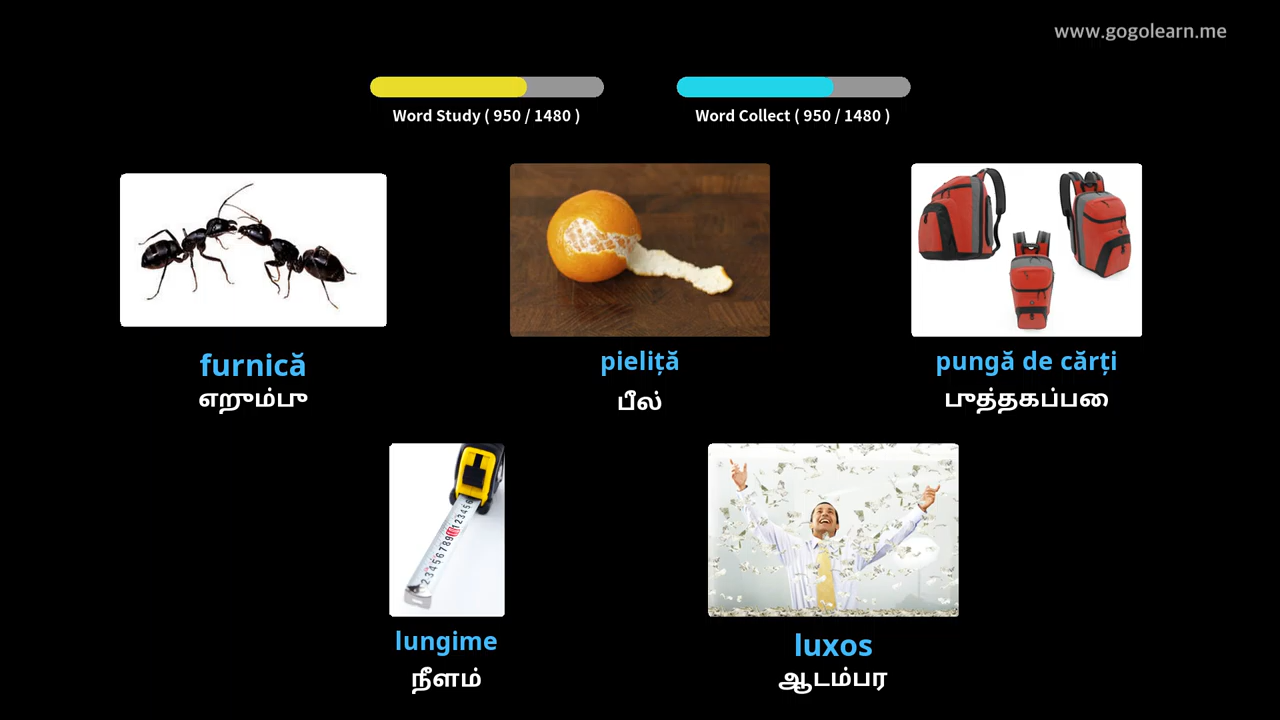 www.gogolearn.me
Word Study ( 950 / 1480 )
Word Collect ( 950 / 1480 )
furnică
எறும்பு
pieliță
பீல்
pungă de cărți
புத்தகப்பை
lungime
நீளம்
luxos
ஆடம்பர